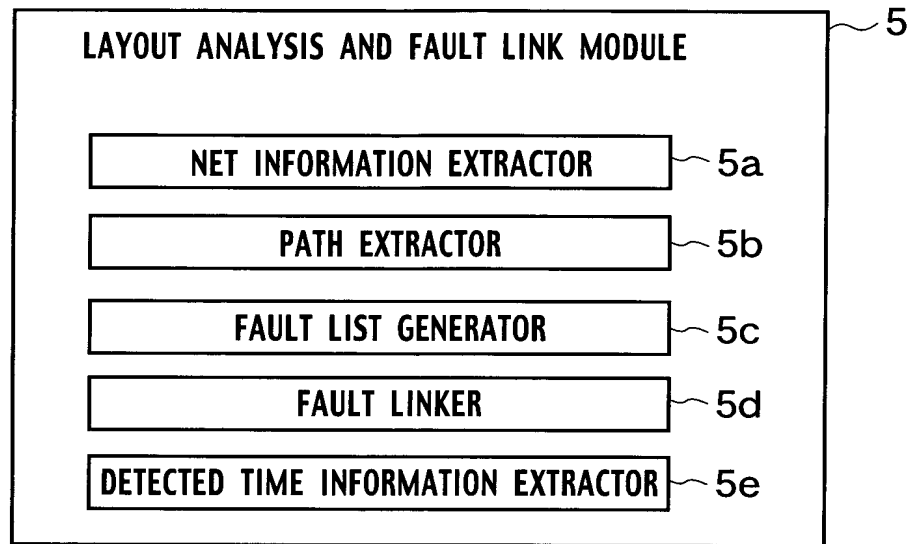 5
LAYOUT ANALYSIS AND FAULT LINK MODULE
NET INFORMATION EXTRACTOR 5a
PATH EXTRACTOR 5b
FAULT LIST GENERATOR 5c
FAULT LINKER 5d
DETECTED TIME INFORMATION EXTRACTOR 5e